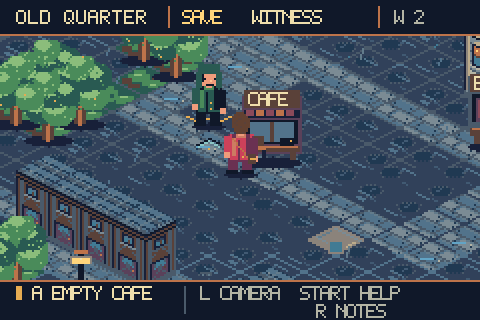 OLD QUARTER SAVE WITNESS W 2
CAFE
A EMPTY CAFE L CAMERA START HELP
R NOTES